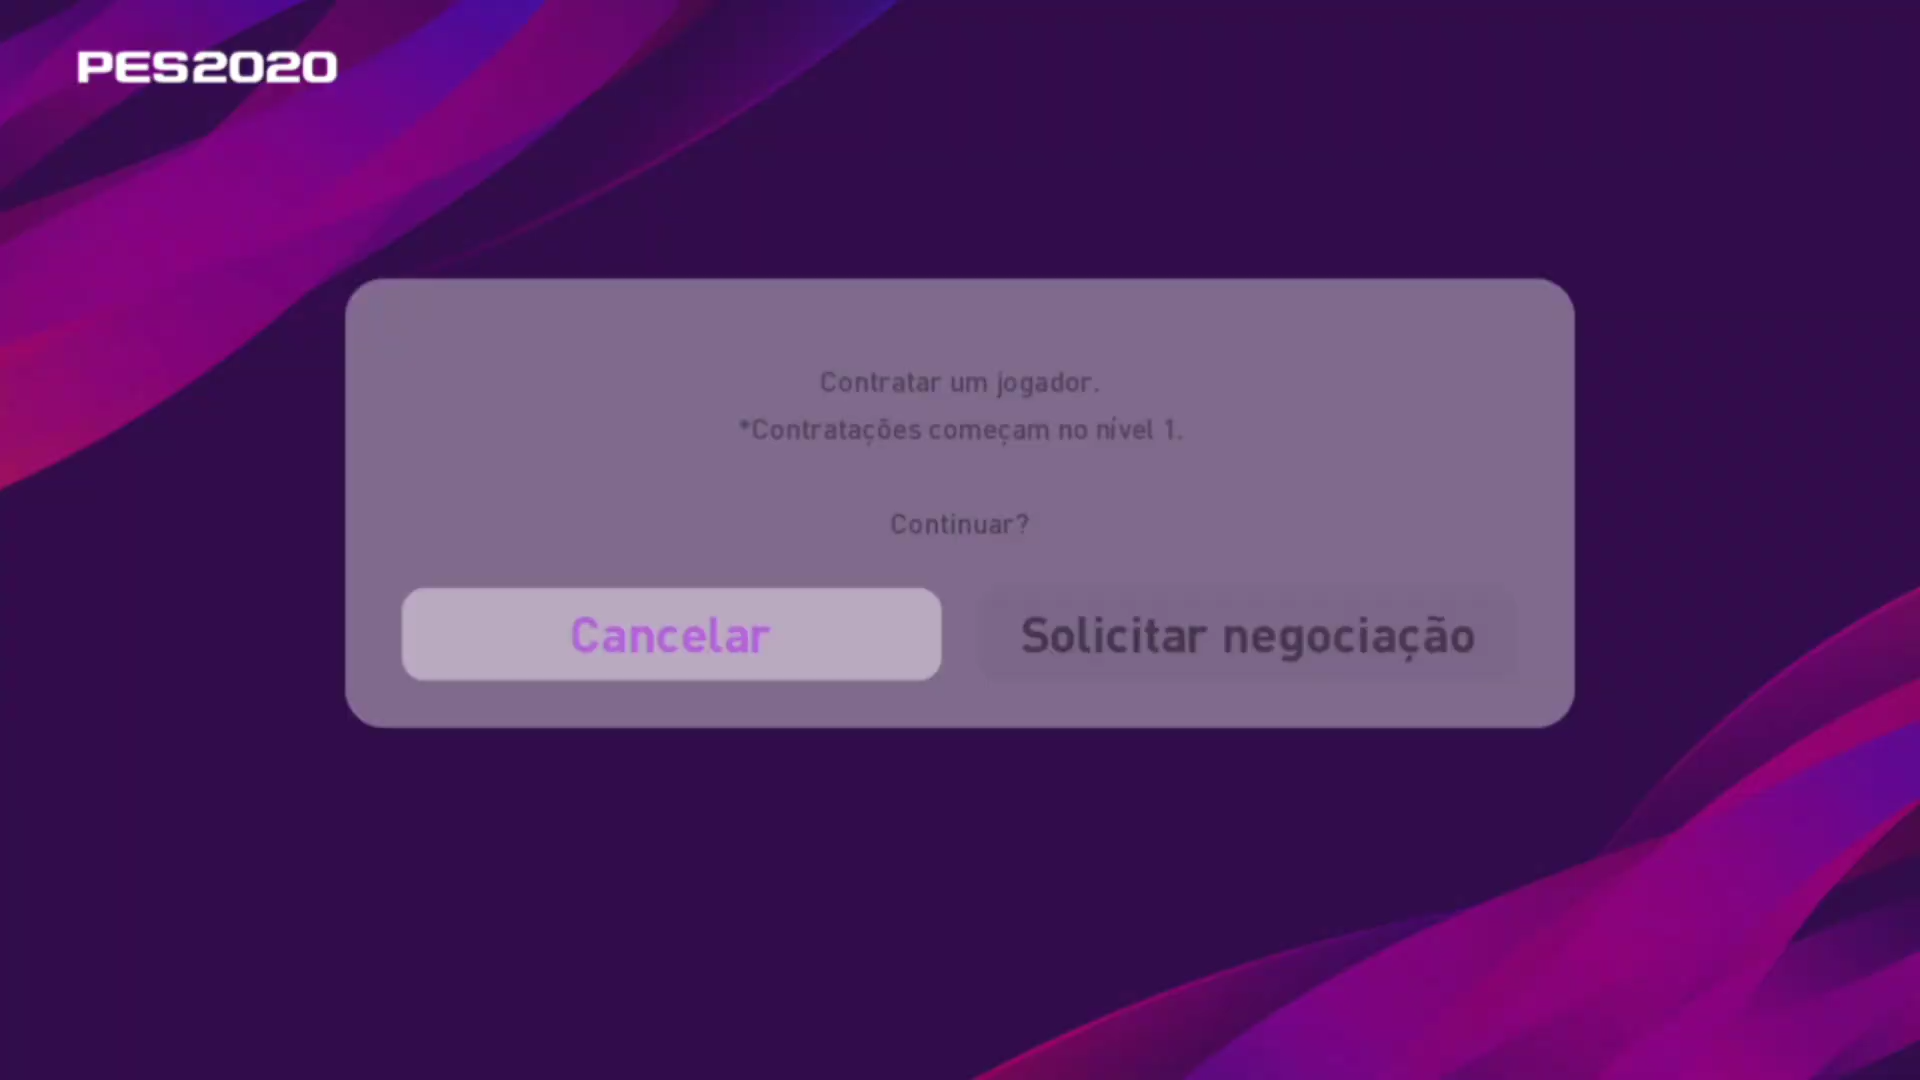 PES2020
Contratar um jogador.
*Contratações começam no nível 1.
Continuar?
Cancelar
Solicitar negociação